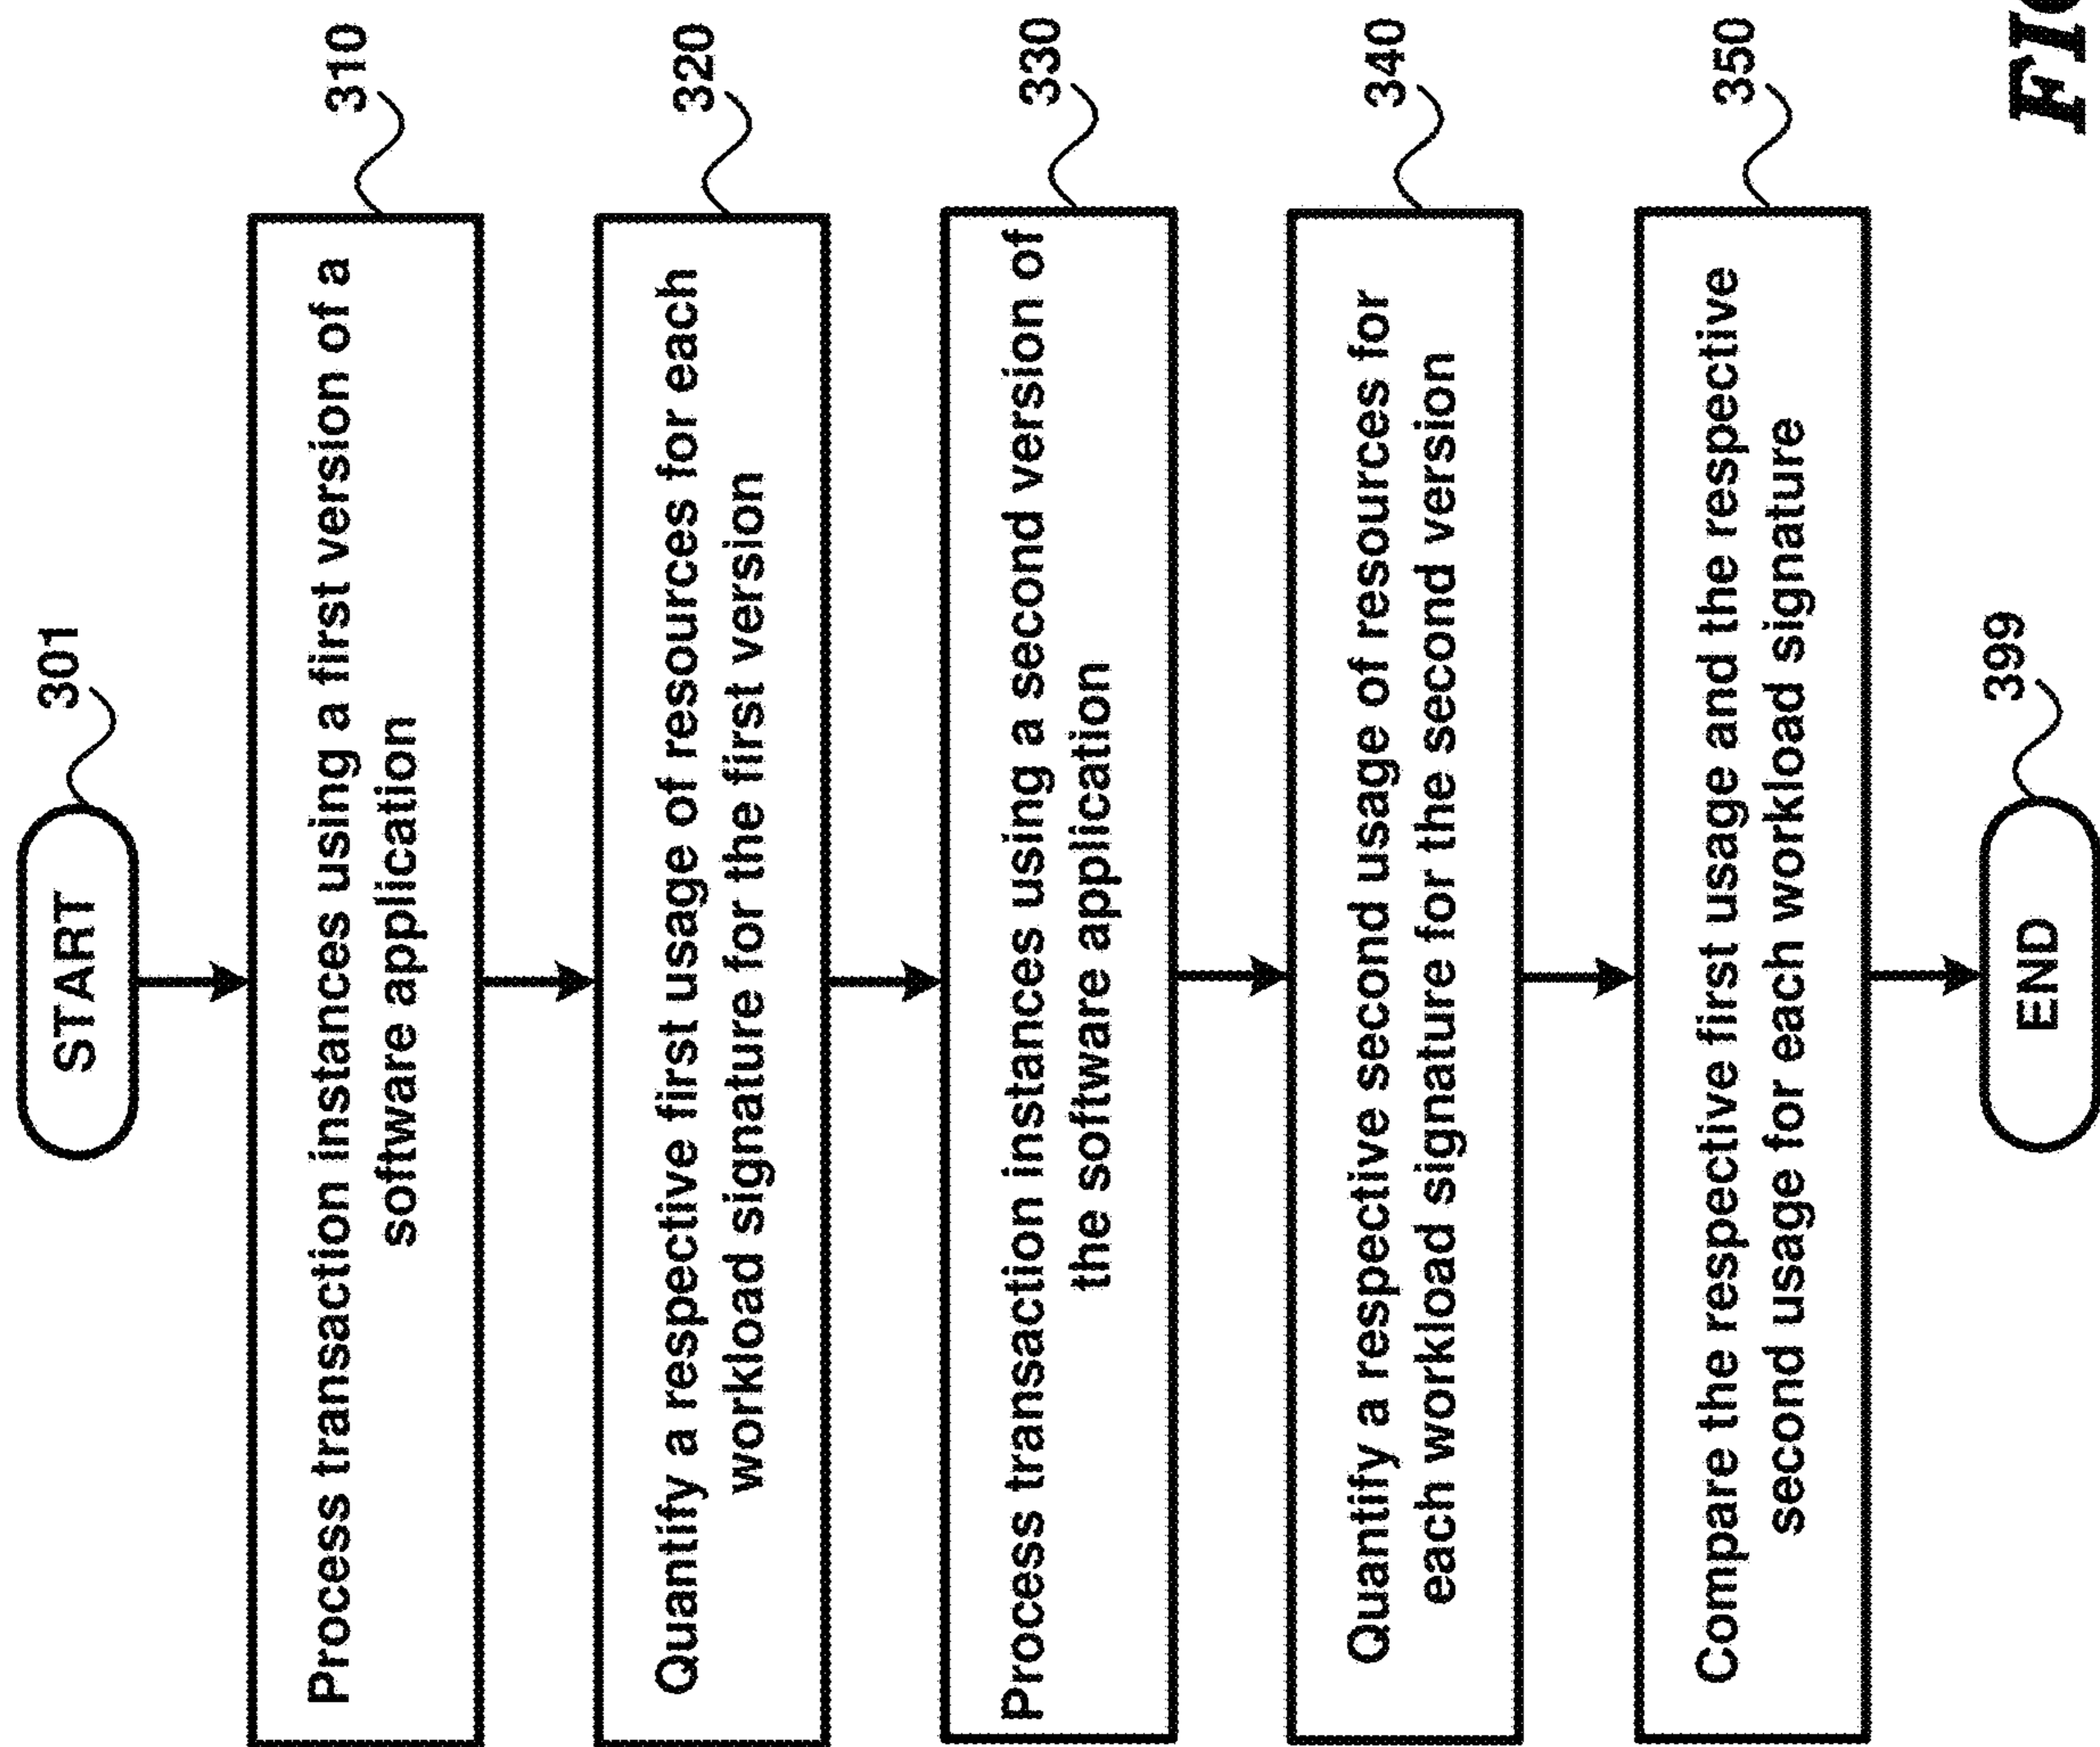 START
301
Process transaction instances using a first version of a
software application
310
Quantify a respective first usage of resources for each
workload signature for the first version
320
Process transaction instances using a second version of
the software application
330
Quantify a respective second usage of resources for
each workload signature for the second version
340
Compare the respective first usage and the respective
second usage for each workload signature
350
END
399